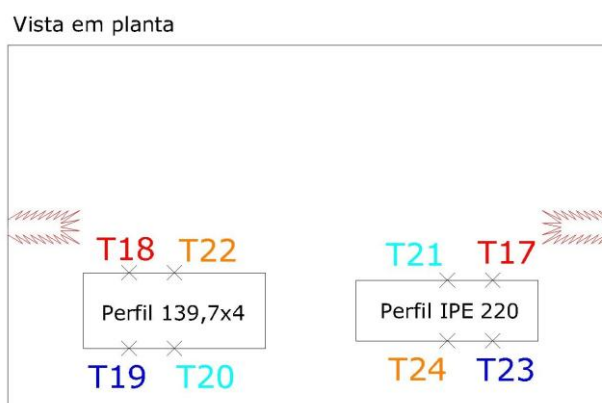 Vista em planta
T18 T22
T21 T17
Perfil 139,7x4
Perfil IPE 220
T19 T20
T24 T23